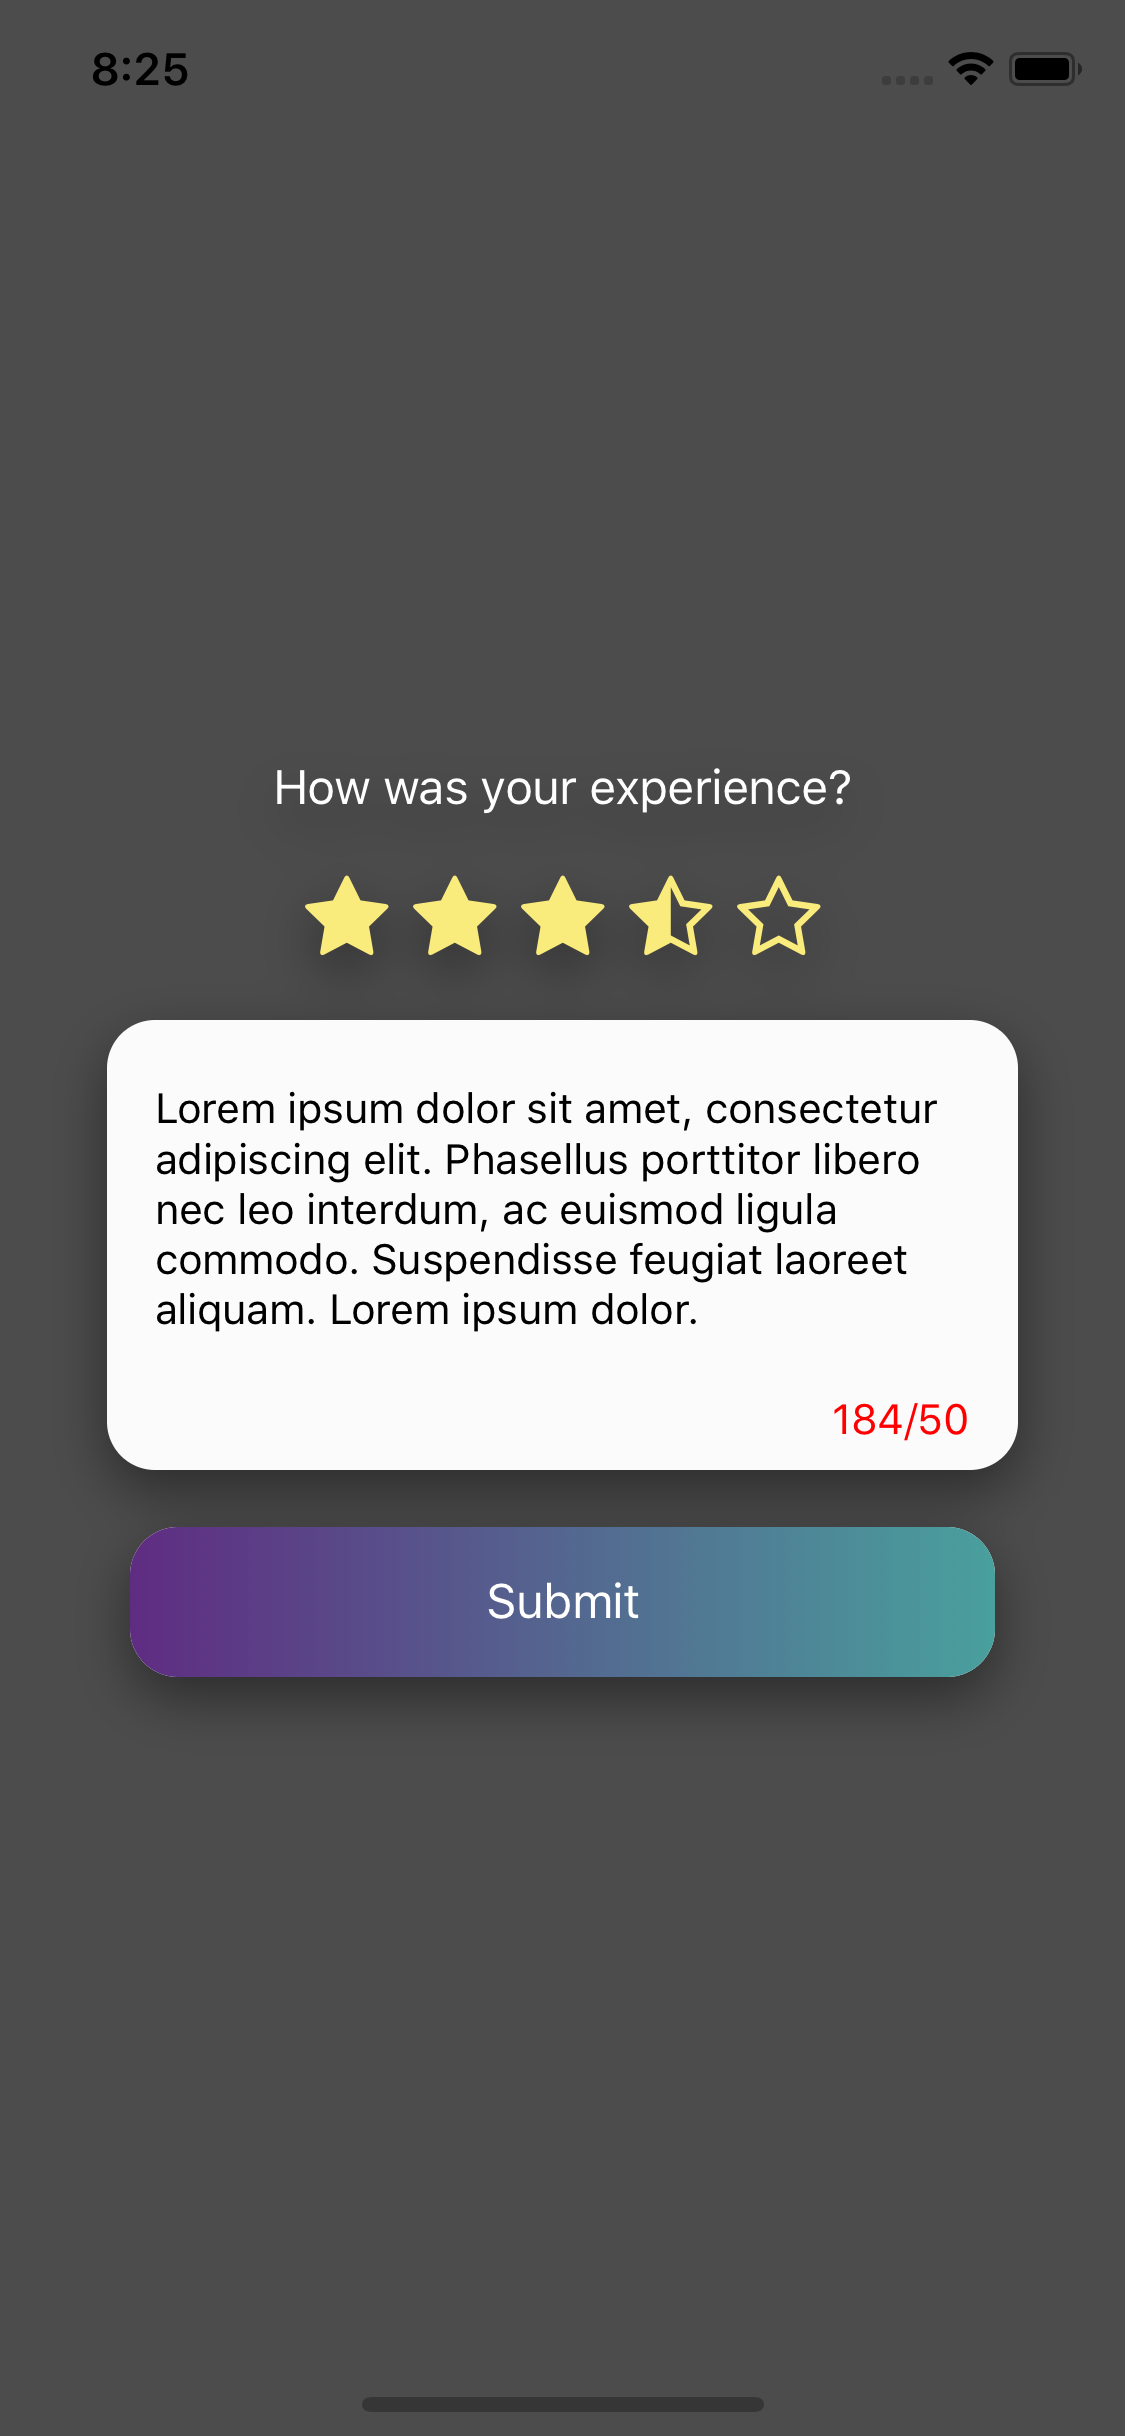 8:25
How was your experience?
Lorem ipsum dolor sit amet, consectetur
adipiscing elit. Phasellus porttitor libero
nec leo interdum, ac euismod ligula
commodo. Suspendisse feugiat laoreet
aliquam. Lorem ipsum dolor.
184/50
Submit